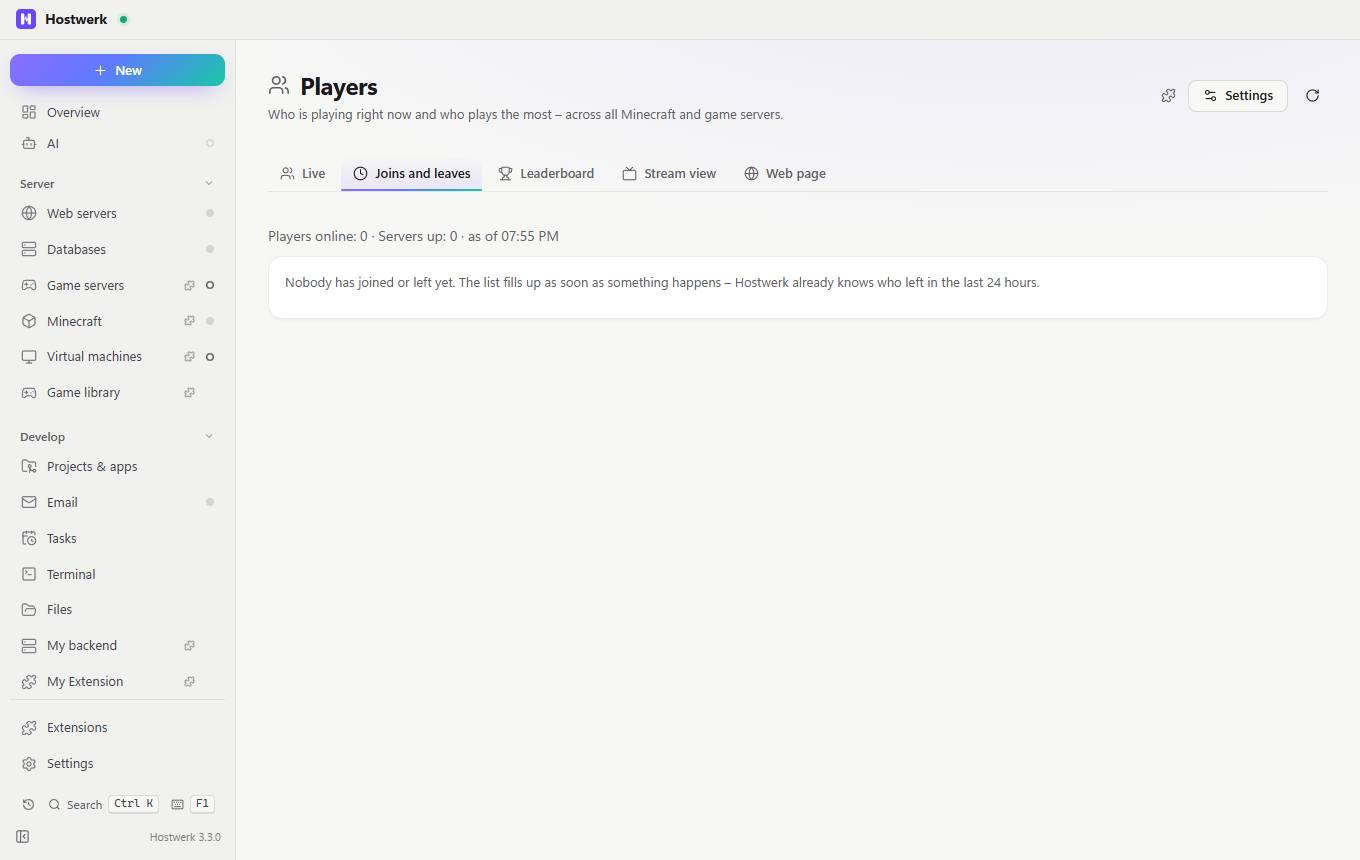 Hostwerk
New
Overview
AI
Server
Web servers
Databases
Game servers
Minecraft
Virtual machines
Game library
Develop
Projects & apps
Email
Tasks
Terminal
Files
My backend
My Extension
Extensions
Settings
Search Ctrl K F1
Hostwerk 3.3.0
Players
Who is playing right now and who plays the most – across all Minecraft and game servers.
Settings
Live Joins and leaves Leaderboard Stream view Web page
Players online: 0 · Servers up: 0 · as of 07:55 PM
Nobody has joined or left yet. The list fills up as soon as something happens – Hostwerk already knows who left in the last 24 hours.